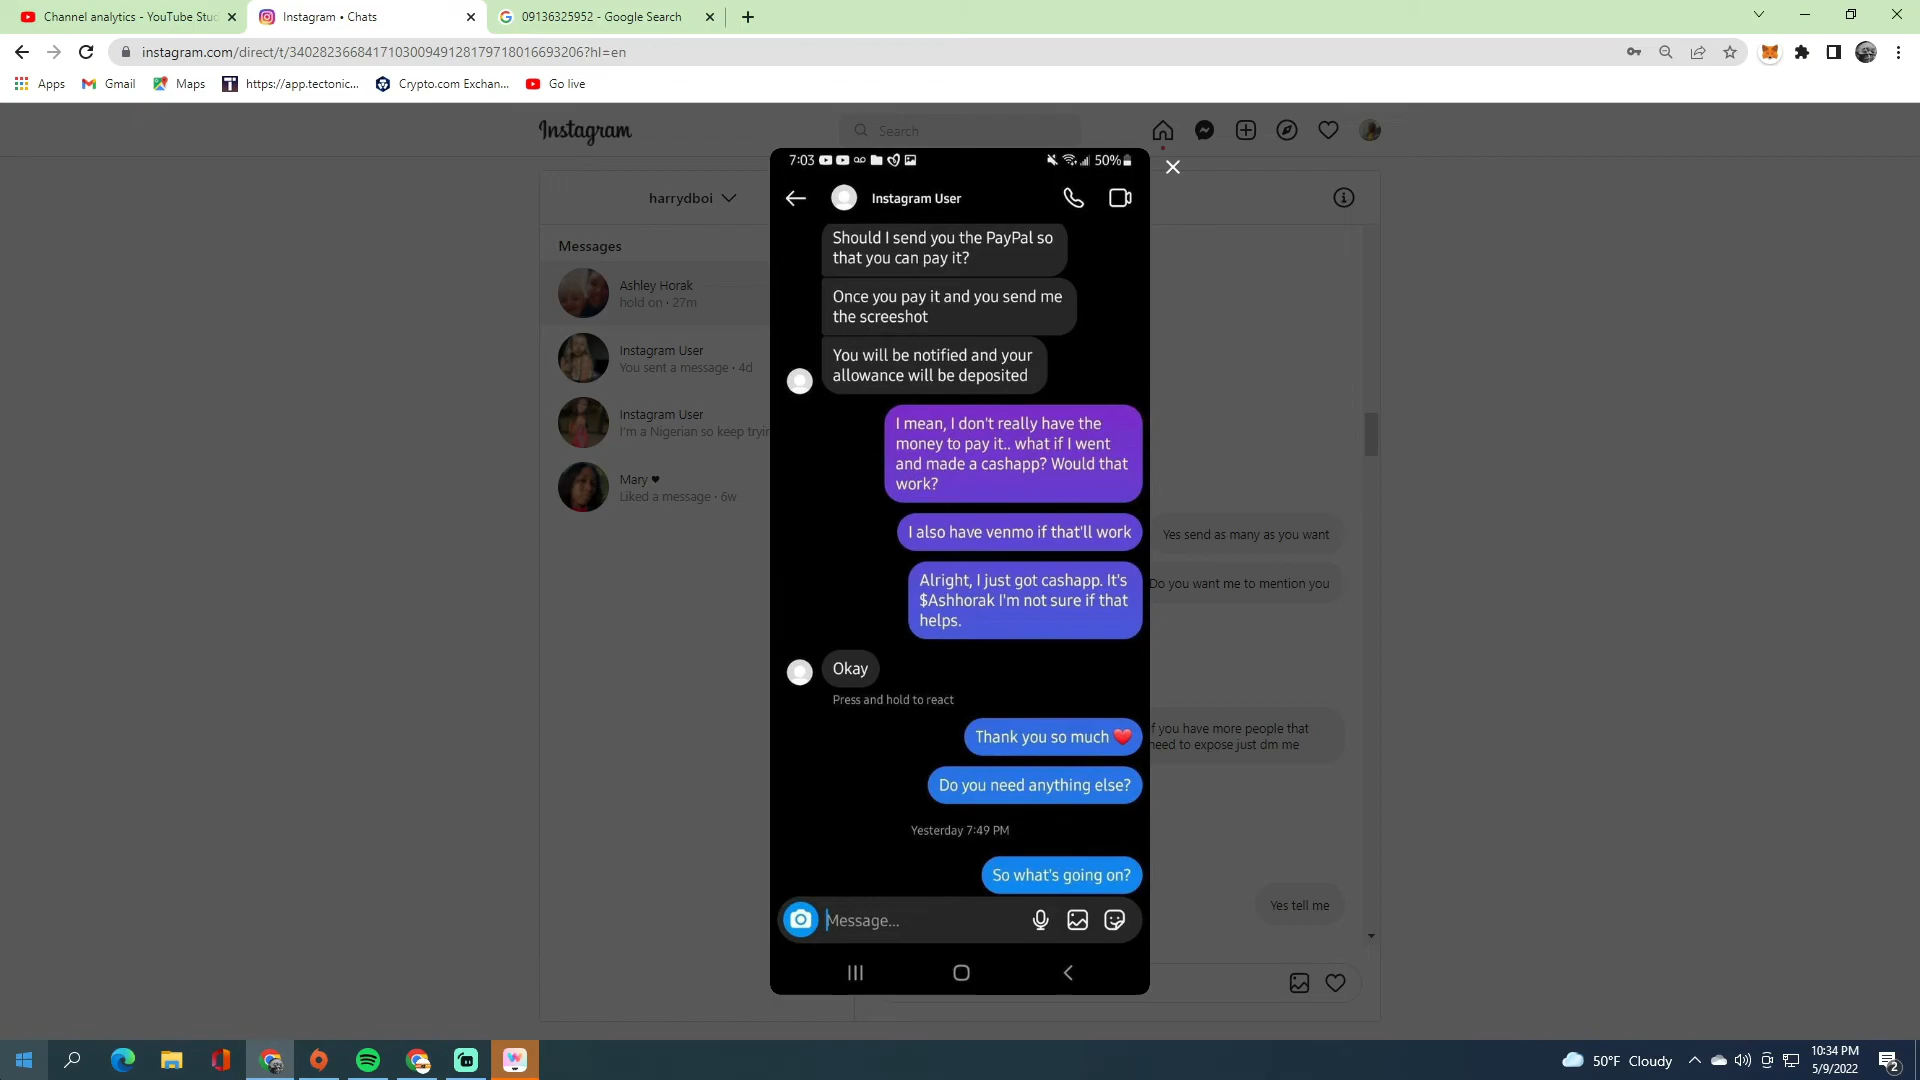 Channel analytics - YouTube Stud
Instagram • Chats
09136325952 - Google Search
instagram.com/direct/t/340282366841710300949128179718016693206?hl=en
Apps
Gmail
Maps
https://app.tectonic...
Crypto.com Exchan...
Go live
Instagram
Search
harrydboi
Messages
Ashley Horak
hold on • 27m
Instagram User
You sent a message • 4d
Instagram User
I'm a Nigerian so keep tryin
Mary ♥
Liked a message • 6w
7:03
50%
Instagram User
Should I send you the PayPal so
that you can pay it?
Once you pay it and you send me
the screeshot
You will be notified and your
allowance will be deposited
I mean, I don't really have the
money to pay it.. what if I went
and made a cashapp? Would that
work?
I also have venmo if that'll work
Alright, I just got cashapp. It's
$Ashhorak I'm not sure if that
helps.
Okay
Press and hold to react
Thank you so much ❤️
Do you need anything else?
Yesterday 7:49 PM
So what's going on?
Message...
Yes send as many as you want
Do you want me to mention you
f you have more people that
need to expose just dm me
Yes tell me
50°F Cloudy
10:34 PM
5/9/2022
2